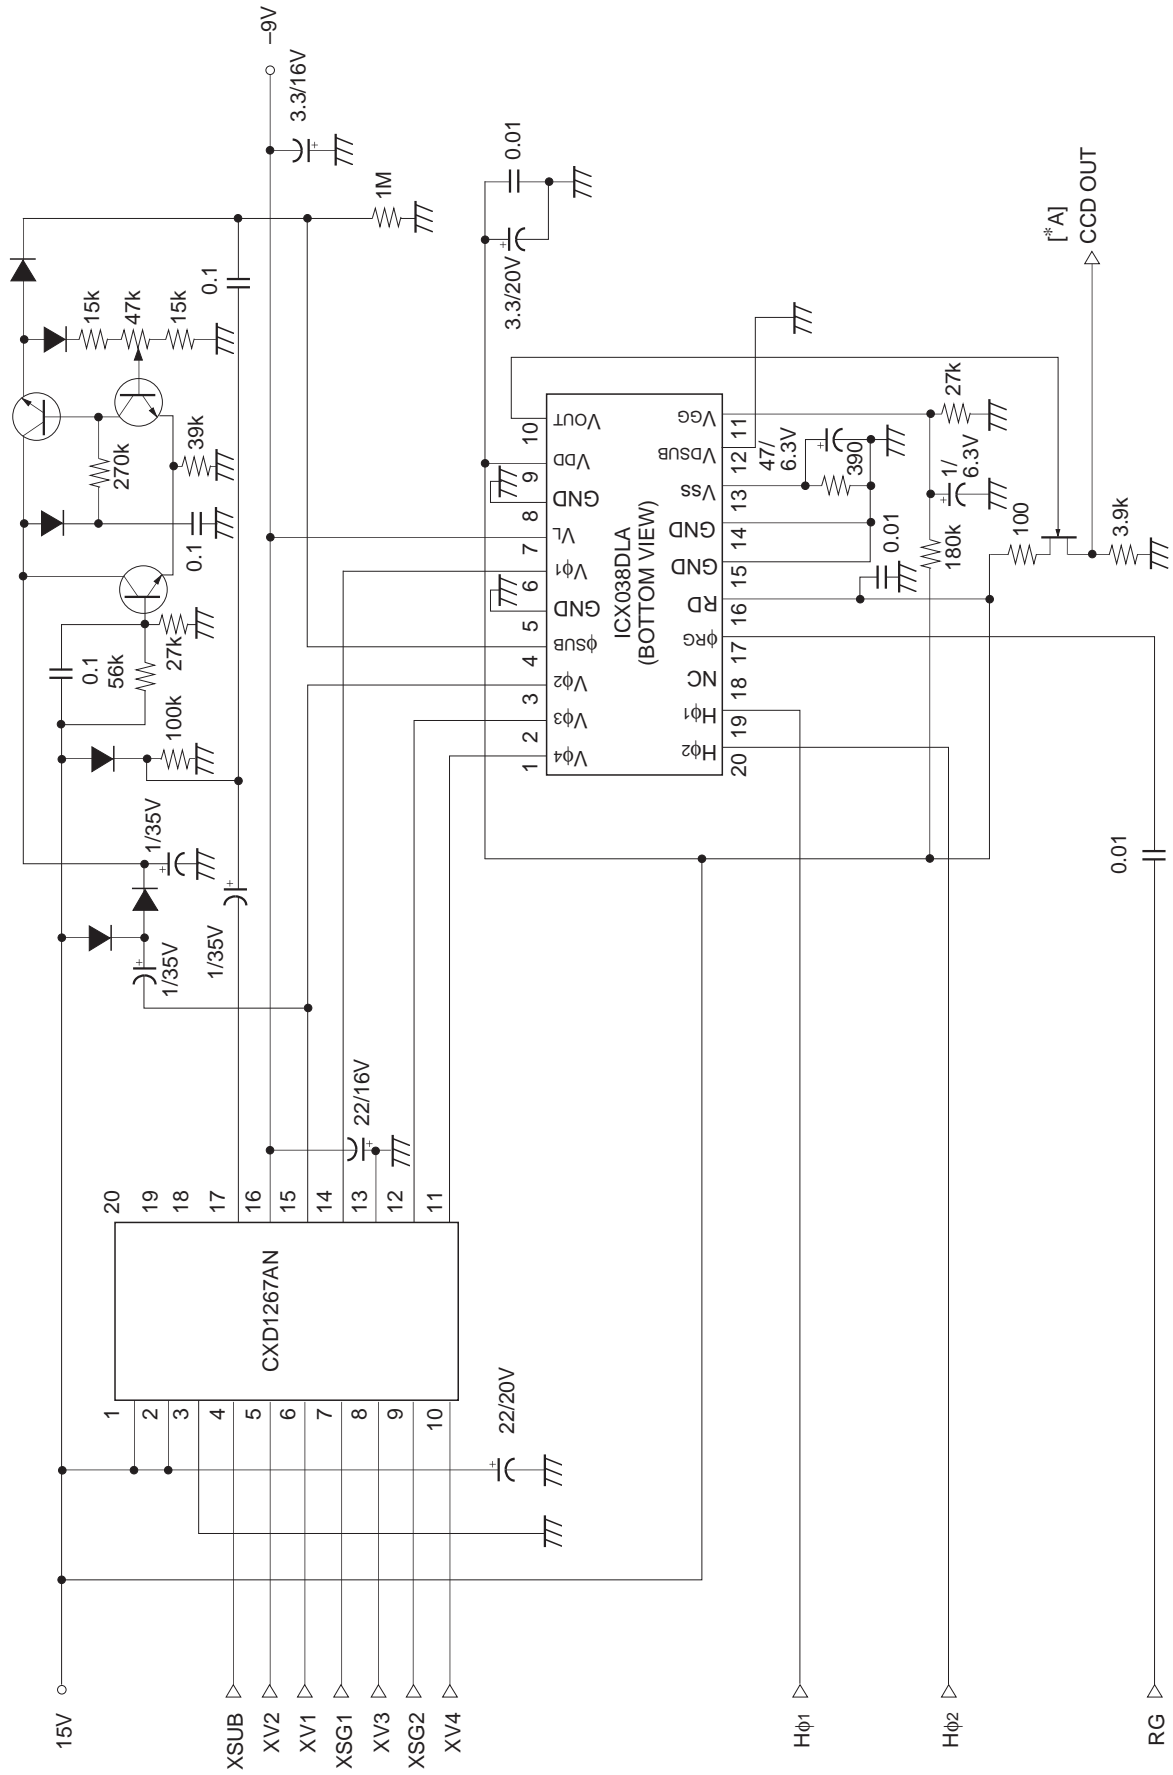 15V
–9V
3.3/16V
1M
15k
47k
15k
0.1
270k
39k
0.1
0.1
56k
27k
100k
1/35V
1/35V
1/35V
22/16V
20
19
18
17
16
15
14
13
12
11
CXD1267AN
1
2
3
4
5
6
7
8
9
10
22/20V
XSUB
XV2
XV1
XSG1
XV3
XSG2
XV4
3.3/20V
0.01
10
9
8
7
6
5
4
3
2
1
VOUT
VDD
GND
VL
Vϕ1
GND
ϕSUB
Vϕ2
Vϕ3
Vϕ4
ICX038DLA
(BOTTOM VIEW)
VGG
VDSUB
VSS
GND
GND
RD
ϕRG
NC
Hϕ1
Hϕ2
11
12
13
14
15
16
17
18
19
20
47/
6.3V
390
0.01
27k
1/
6.3V
180k
100
3.9k
[*A]
CCD OUT
0.01
Hϕ1
Hϕ2
RG